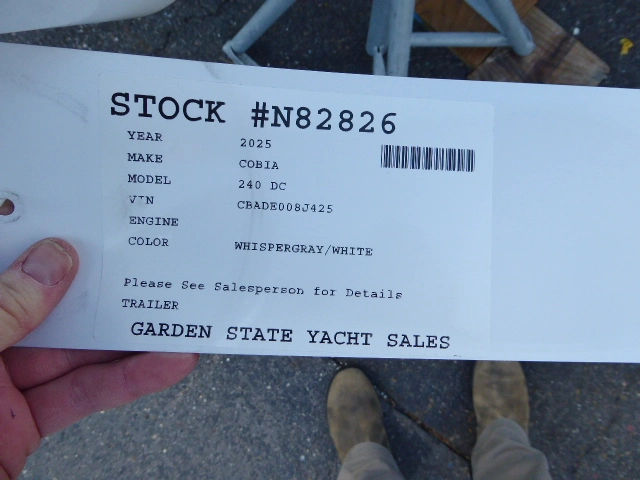 STOCK #N82826
YEAR 2025
MAKE COBIA
MODEL 240 DC
VIN CBADE008J425
ENGINE
COLOR WHISPERGRAY/WHITE
Please See Salesperson for Details
TRAILER
GARDEN STATE YACHT SALES